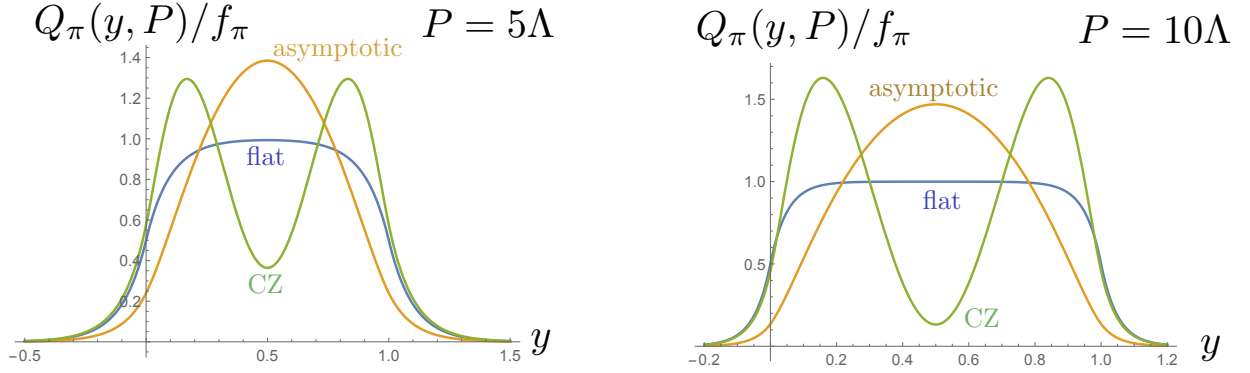 Q_π(y, P)/f_π
P = 5Λ
asymptotic
1.4
1.2
1.0
0.8
0.6
0.4
0.2
flat
CZ
−0.5
0.5
1.0
1.5
y
Q_π(y, P)/f_π
P = 10Λ
asymptotic
1.5
1.0
0.5
flat
CZ
−0.2
0.2
0.4
0.6
0.8
1.0
1.2
y